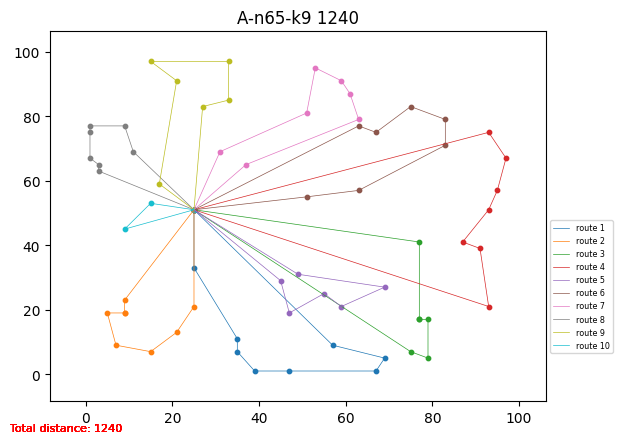 A-n65-k9 1240
100
80
60
40
20
0
0 20 40 60 80 100
route 1
route 2
route 3
route 4
route 5
route 6
route 7
route 8
route 9
route 10
Total distance: 1240